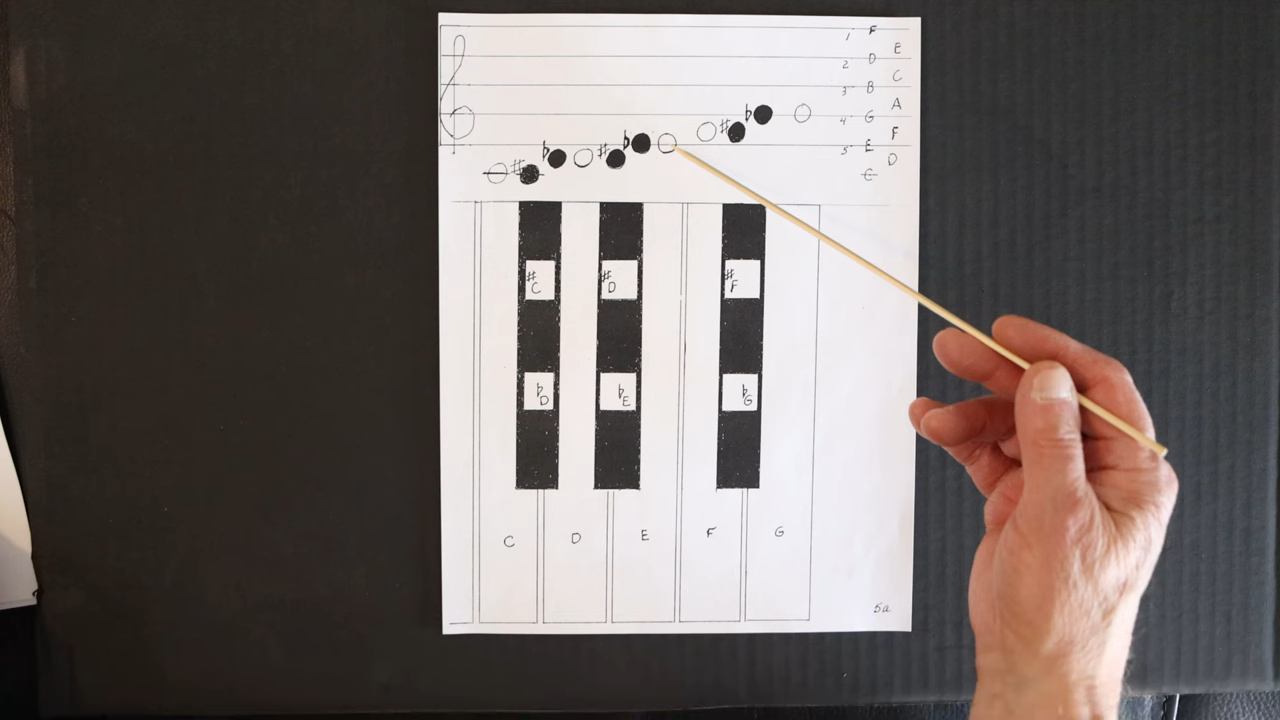 1 F
E
2 D
C
3 B
A
4 G
F
5 E
D
C
# b # b # b
#C #D #F
bD bE bG
C D E F G
5a